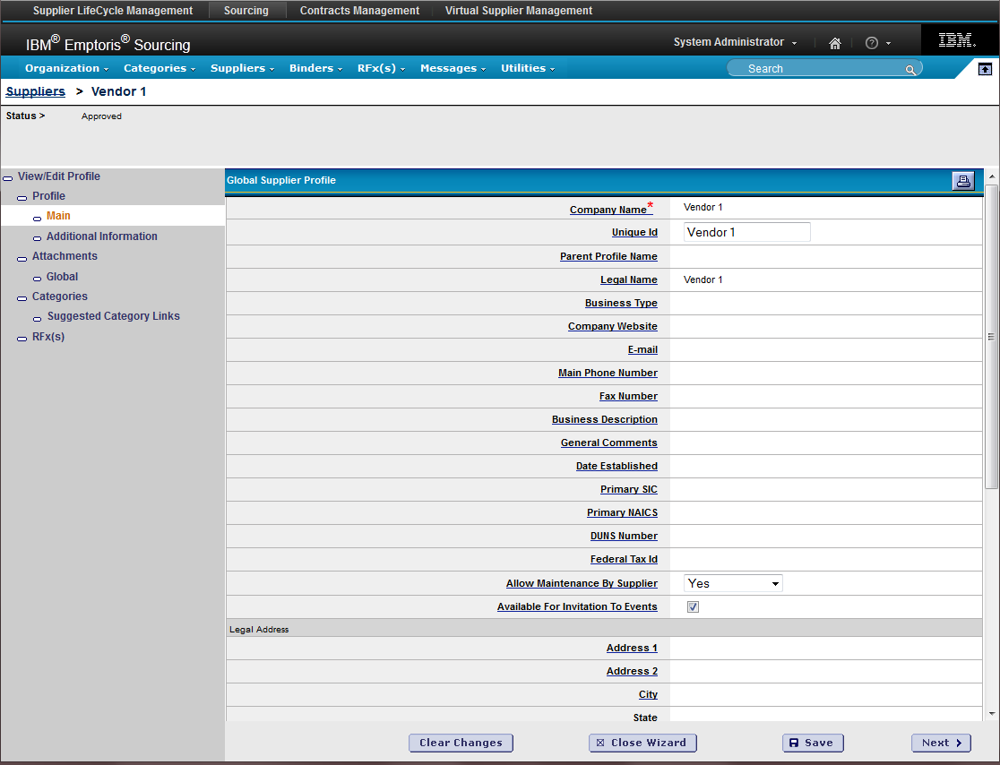 Supplier LifeCycle Management Sourcing Contracts Management Virtual Supplier Management
IBM® Emptoris® Sourcing
System Administrator
?
IBM.
Organization Categories Suppliers Binders RFx(s) Messages Utilities
Search
Suppliers > Vendor 1
Status > Approved
View/Edit Profile
Profile
Main
Additional Information
Attachments
Global
Categories
Suggested Category Links
RFx(s)
Global Supplier Profile
Company Name* Vendor 1
Unique Id Vendor 1
Parent Profile Name
Legal Name Vendor 1
Business Type
Company Website
E-mail
Main Phone Number
Fax Number
Business Description
General Comments
Date Established
Primary SIC
Primary NAICS
DUNS Number
Federal Tax Id
Allow Maintenance By Supplier Yes
Available For Invitation To Events
Legal Address
Address 1
Address 2
City
State
Clear Changes Close Wizard Save Next